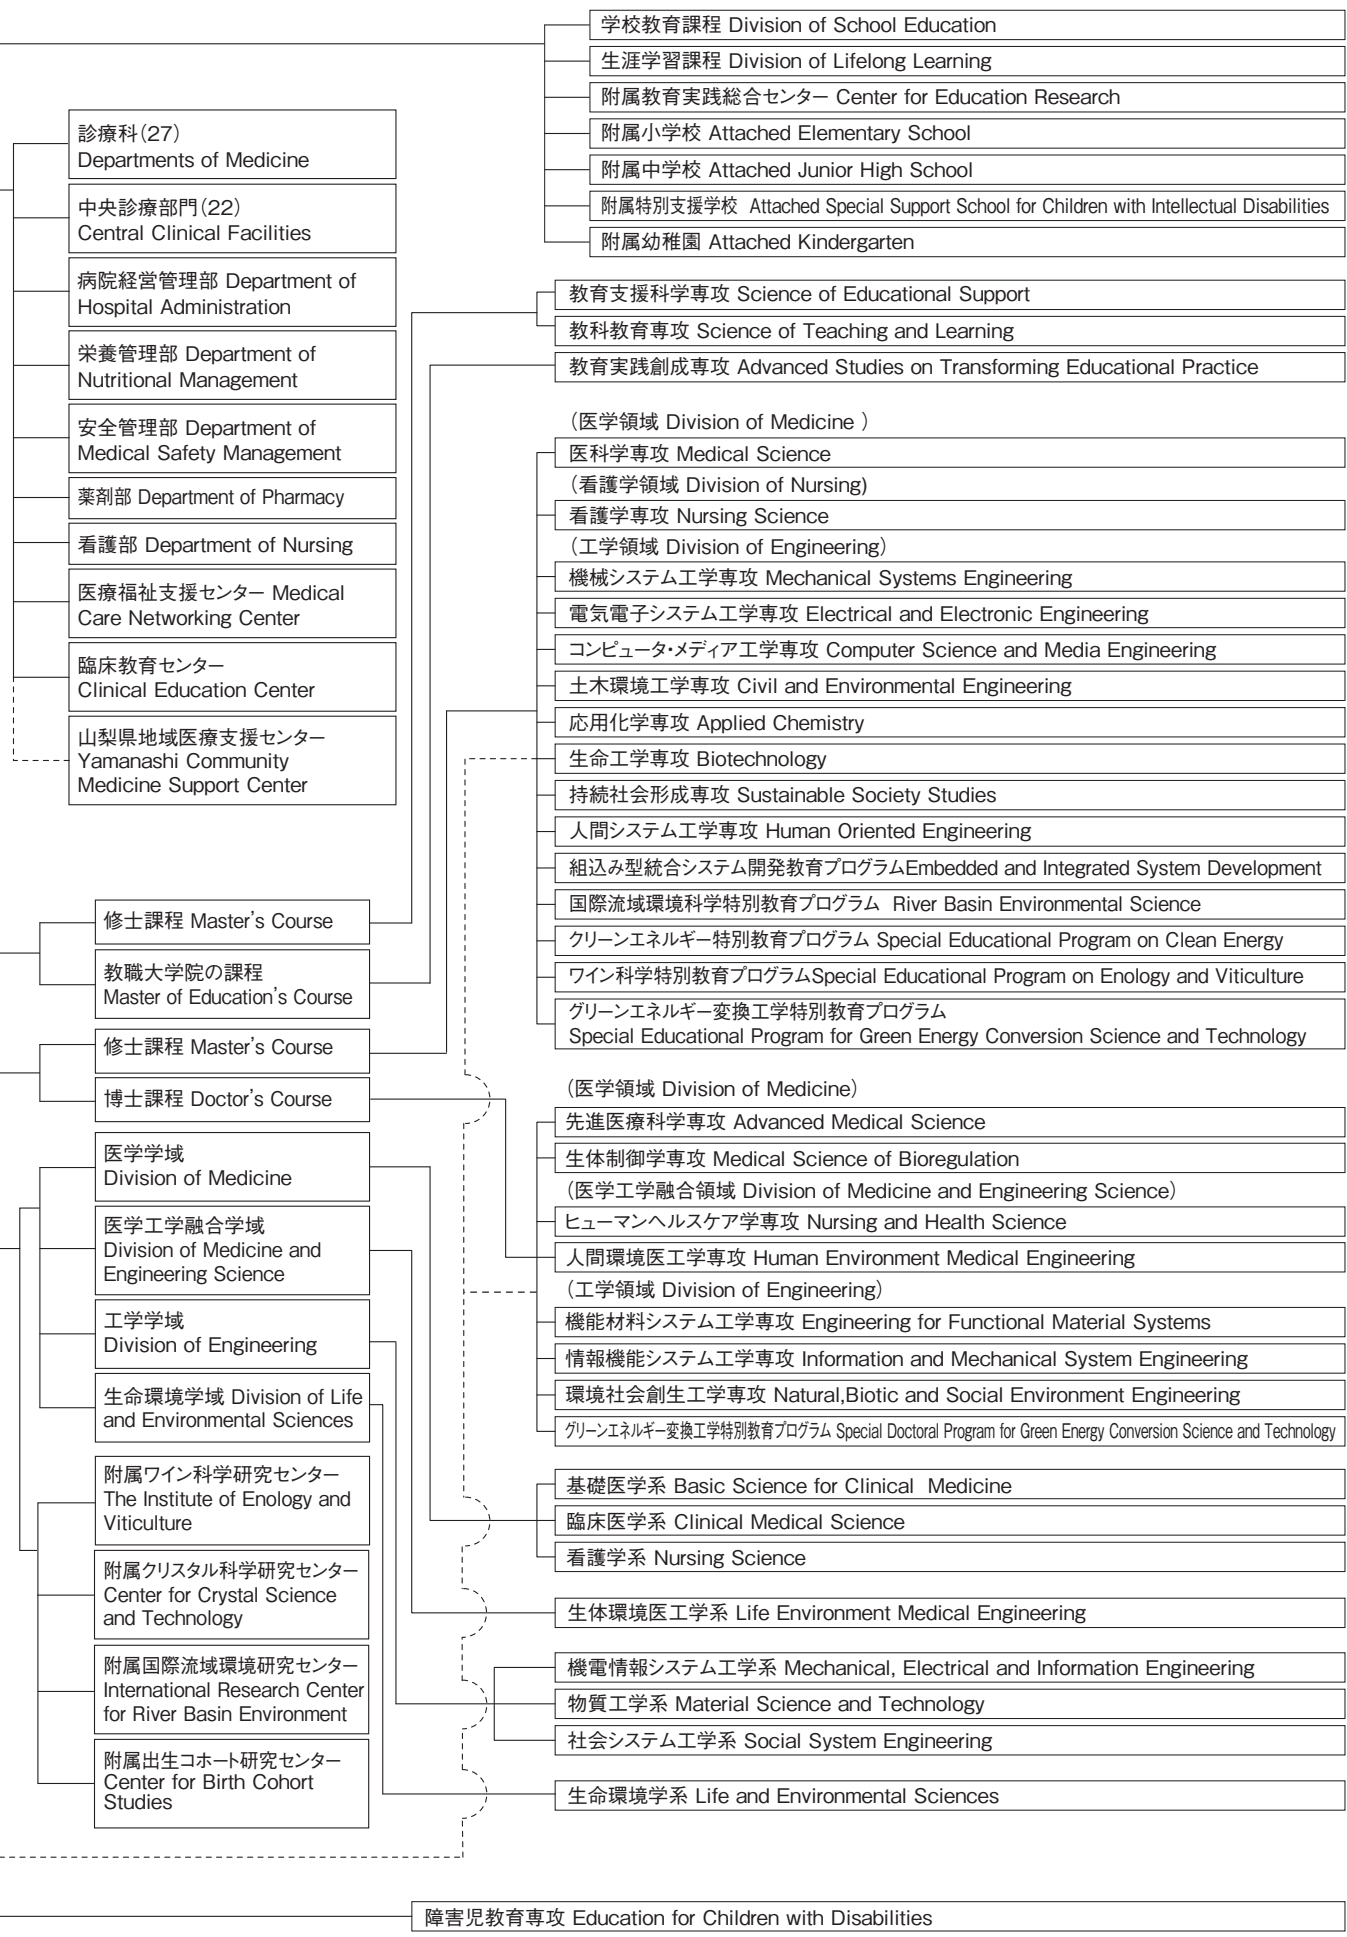 学校教育課程 Division of School Education
生涯学習課程 Division of Lifelong Learning
附属教育実践総合センター Center for Education Research
附属小学校 Attached Elementary School
附属中学校 Attached Junior High School
附属特別支援学校 Attached Special Support School for Children with Intellectual Disabilities
附属幼稚園 Attached Kindergarten
診療科(27)
Departments of Medicine
中央診療部門(22)
Central Clinical Facilities
病院経営管理部 Department of
Hospital Administration
栄養管理部 Department of
Nutritional Management
安全管理部 Department of
Medical Safety Management
薬剤部 Department of Pharmacy
看護部 Department of Nursing
医療福祉支援センター Medical
Care Networking Center
臨床教育センター
Clinical Education Center
山梨県地域医療支援センター
Yamanashi Community
Medicine Support Center
教育支援科学専攻 Science of Educational Support
教科教育専攻 Science of Teaching and Learning
教育実践創成専攻 Advanced Studies on Transforming Educational Practice
(医学領域 Division of Medicine )
医科学専攻 Medical Science
(看護学領域 Division of Nursing)
看護学専攻 Nursing Science
(工学領域 Division of Engineering)
機械システム工学専攻 Mechanical Systems Engineering
電気電子システム工学専攻 Electrical and Electronic Engineering
コンピュータ・メディア工学専攻 Computer Science and Media Engineering
土木環境工学専攻 Civil and Environmental Engineering
応用化学専攻 Applied Chemistry
生命工学専攻 Biotechnology
持続社会形成専攻 Sustainable Society Studies
人間システム工学専攻 Human Oriented Engineering
組込み型統合システム開発教育プログラムEmbedded and Integrated System Development
国際流域環境科学特別教育プログラム River Basin Environmental Science
クリーンエネルギー特別教育プログラム Special Educational Program on Clean Energy
ワイン科学特別教育プログラムSpecial Educational Program on Enology and Viticulture
グリーンエネルギー変換工学特別教育プログラム
Special Educational Program for Green Energy Conversion Science and Technology
修士課程 Master's Course
教職大学院の課程
Master of Education's Course
修士課程 Master's Course
博士課程 Doctor's Course
(医学領域 Division of Medicine)
先進医療科学専攻 Advanced Medical Science
生体制御学専攻 Medical Science of Bioregulation
(医学工学融合領域 Division of Medicine and Engineering Science)
ヒューマンヘルスケア学専攻 Nursing and Health Science
人間環境医工学専攻 Human Environment Medical Engineering
(工学領域 Division of Engineering)
機能材料システム工学専攻 Engineering for Functional Material Systems
情報機能システム工学専攻 Information and Mechanical System Engineering
環境社会創生工学専攻 Natural,Biotic and Social Environment Engineering
グリーンエネルギー変換工学特別教育プログラム Special Doctoral Program for Green Energy Conversion Science and Technology
医学学域
Division of Medicine
医学工学融合学域
Division of Medicine and
Engineering Science
工学学域
Division of Engineering
生命環境学域 Division of Life
and Environmental Sciences
附属ワイン科学研究センター
The Institute of Enology and
Viticulture
附属クリスタル科学研究センター
Center for Crystal Science
and Technology
附属国際流域環境研究センター
International Research Center
for River Basin Environment
附属出生コホート研究センター
Center for Birth Cohort
Studies
基礎医学系 Basic Science for Clinical Medicine
臨床医学系 Clinical Medical Science
看護学系 Nursing Science
生体環境医工学系 Life Environment Medical Engineering
機電情報システム工学系 Mechanical, Electrical and Information Engineering
物質工学系 Material Science and Technology
社会システム工学系 Social System Engineering
生命環境学系 Life and Environmental Sciences
障害児教育専攻 Education for Children with Disabilities